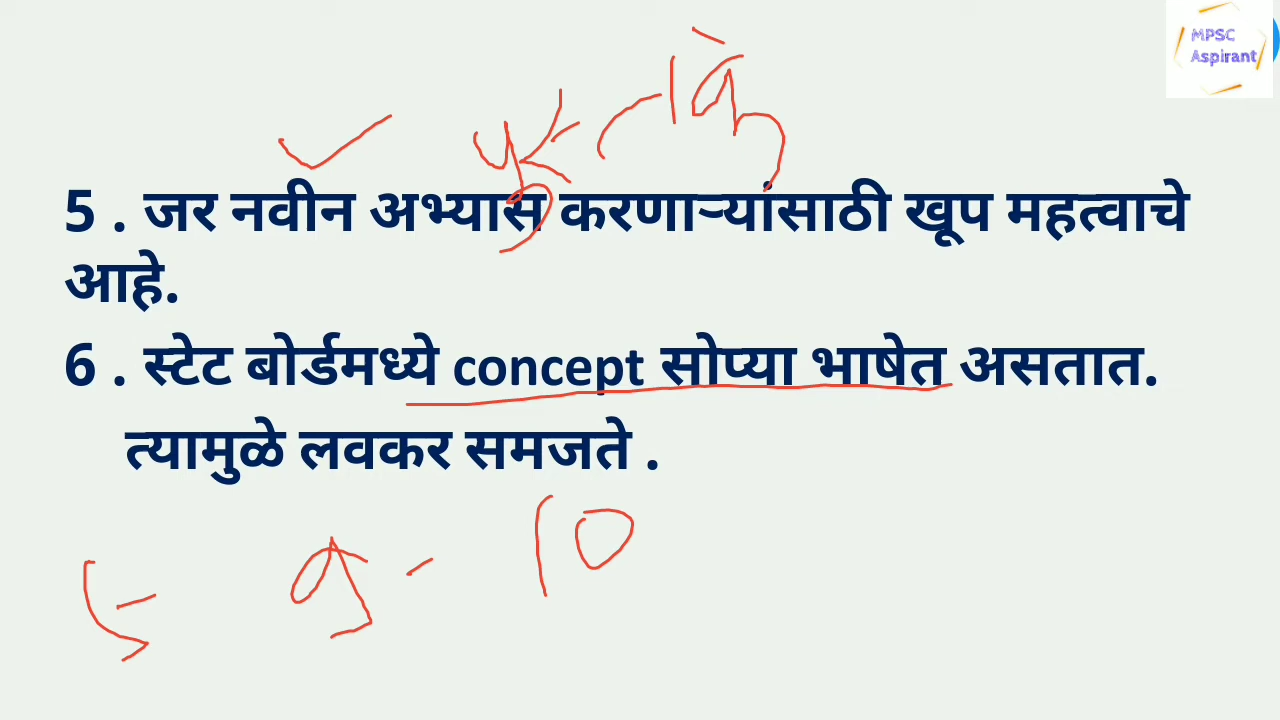 MPSC
Aspirant
5 . जर नवीन अभ्यास करणाऱ्यांसाठी खूप महत्वाचे
आहे.
6 . स्टेट बोर्डमध्ये concept सोप्या भाषेत असतात.
त्यामुळे लवकर समजते .
5 9 - 10